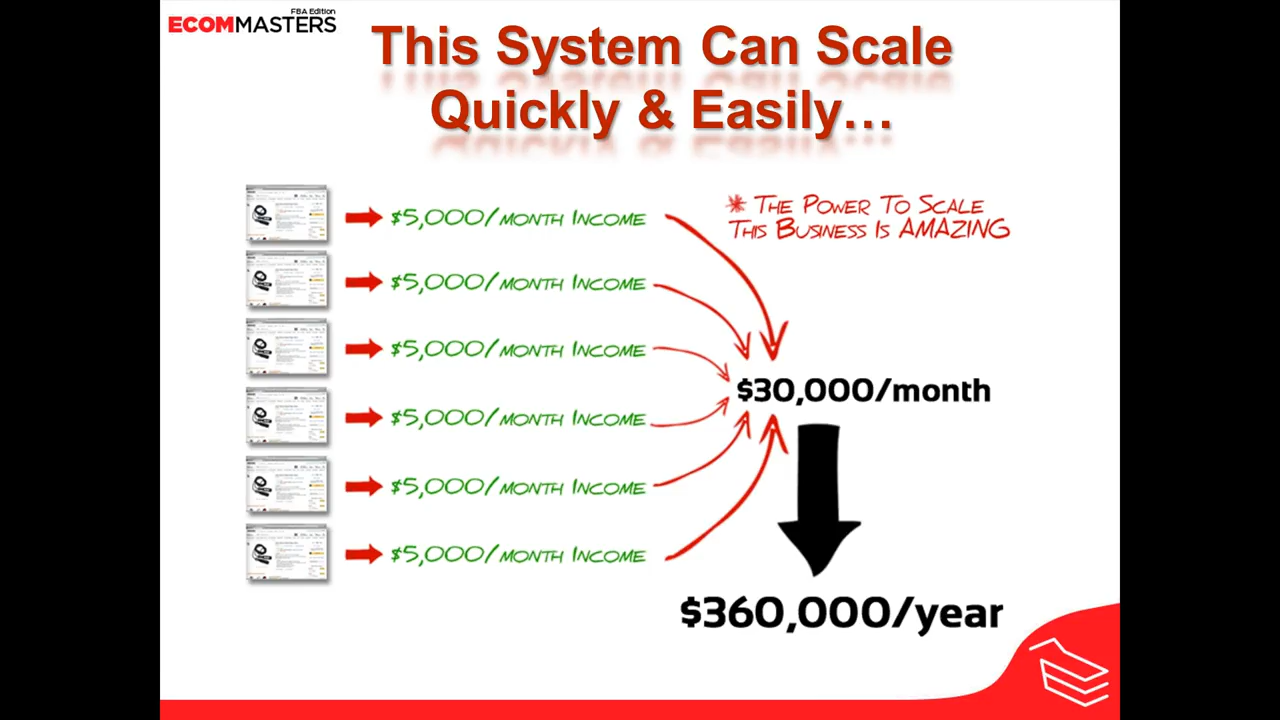 FBA Edition
ECOMMASTERS
This System Can Scale
Quickly & Easily…
$5,000/MONTH INCOME
* THE POWER TO SCALE
THIS BUSINESS IS AMAZING
$5,000/MONTH INCOME
$5,000/MONTH INCOME
$30,000/month
$5,000/MONTH INCOME
$5,000/MONTH INCOME
$5,000/MONTH INCOME
$360,000/year